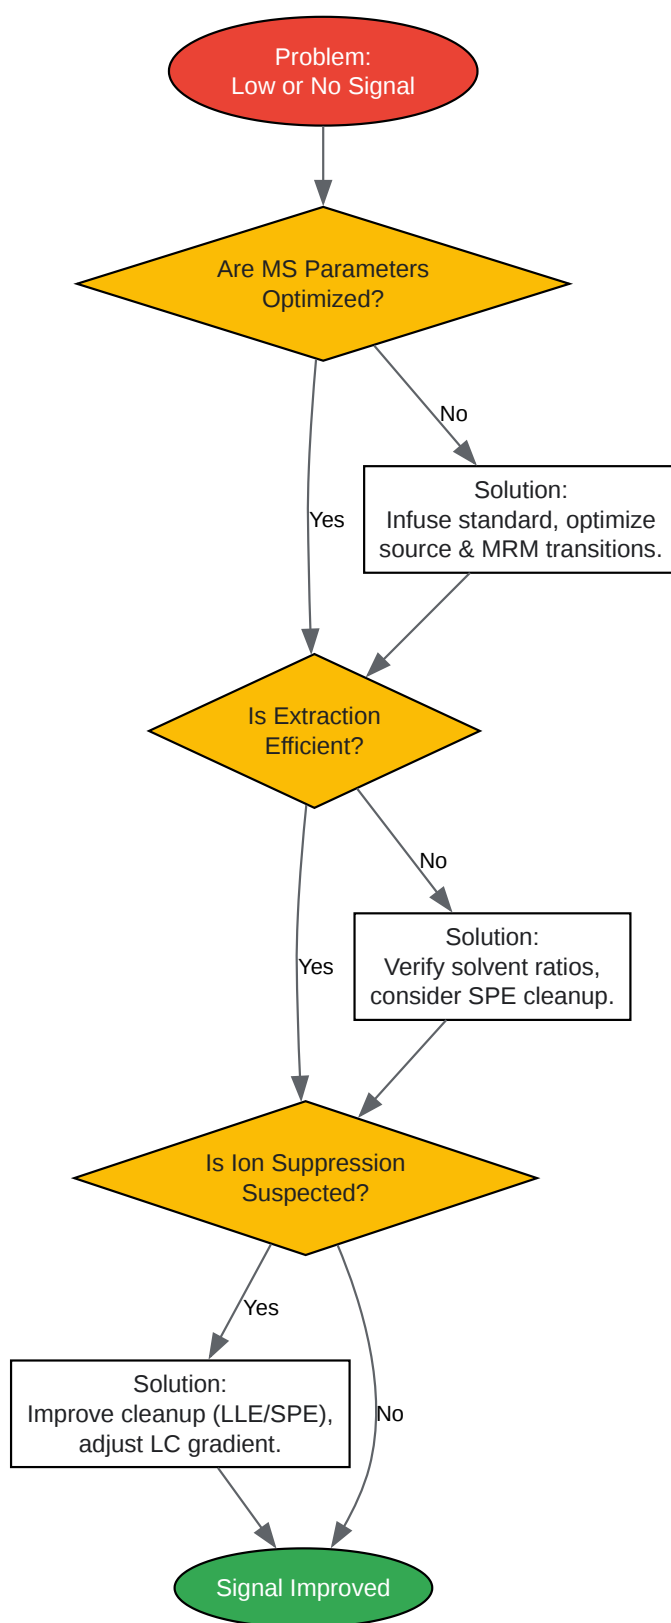 Problem:
Low or No Signal
Are MS Parameters
Optimized?
No
Yes
Solution:
Infuse standard, optimize
source & MRM transitions.
Is Extraction
Efficient?
No
Yes
Solution:
Verify solvent ratios,
consider SPE cleanup.
Is Ion Suppression
Suspected?
Yes
No
Solution:
Improve cleanup (LLE/SPE),
adjust LC gradient.
Signal Improved